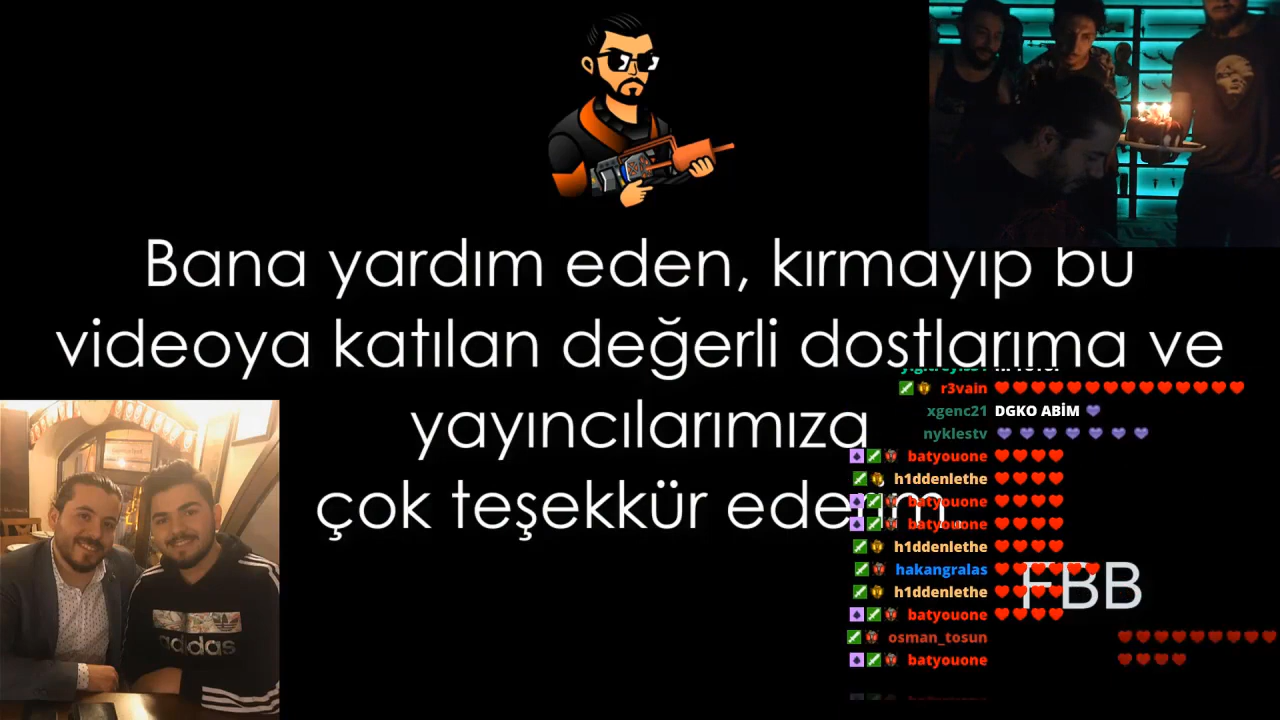 Bana yardım eden, kırmayıp bu
videoya katılan değerli dostlarıma ve
yayıncılarımıza
çok teşekkür ederim..
FBB
adidas
r3vain
xgenc21 DGKO ABİM
nyklestv
batyouone
h1ddenlethe
batyouone
batyouone
h1ddenlethe
hakangralas
h1ddenlethe
batyouone
osman_tosun
batyouone